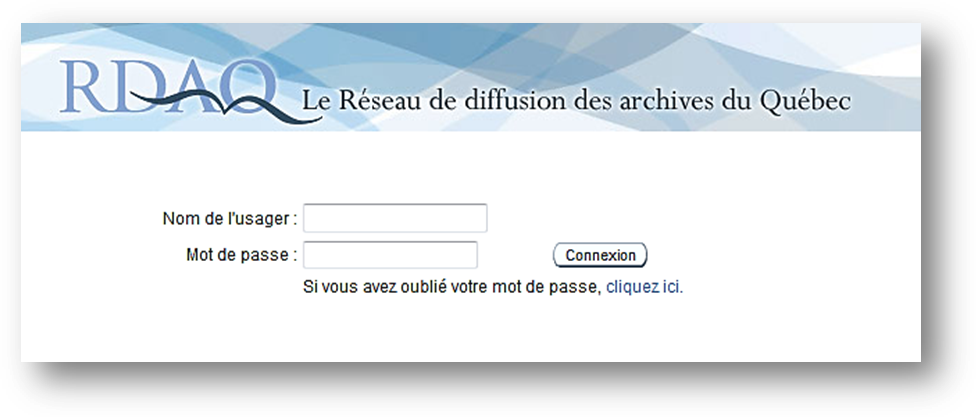 RDAQ Le Réseau de diffusion des archives du Québec
Nom de l'usager :
Mot de passe : Connexion
Si vous avez oublié votre mot de passe, cliquez ici.